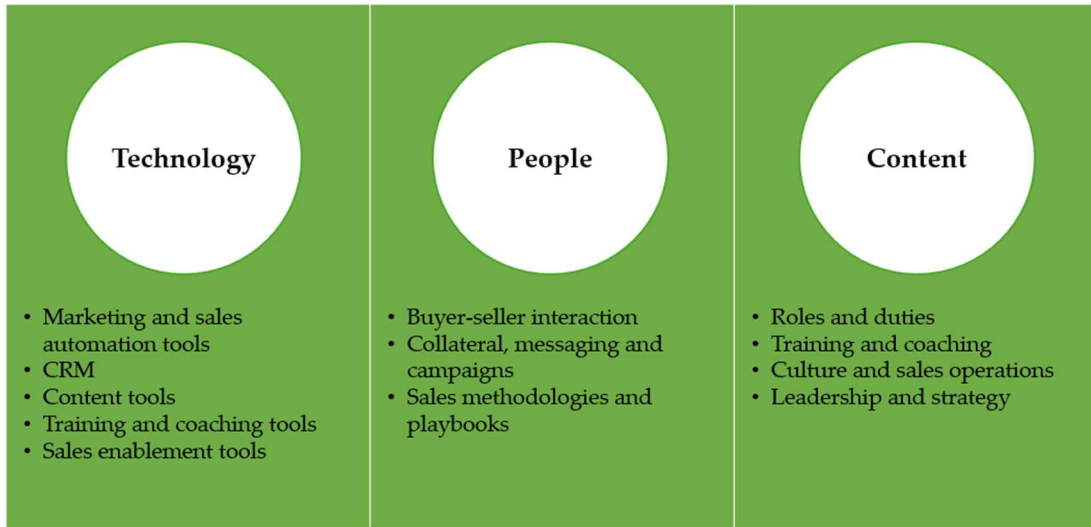 Technology
• Marketing and sales
automation tools
• CRM
• Content tools
• Training and coaching tools
• Sales enablement tools
People
• Buyer-seller interaction
• Collateral, messaging and
campaigns
• Sales methodologies and
playbooks
Content
• Roles and duties
• Training and coaching
• Culture and sales operations
• Leadership and strategy